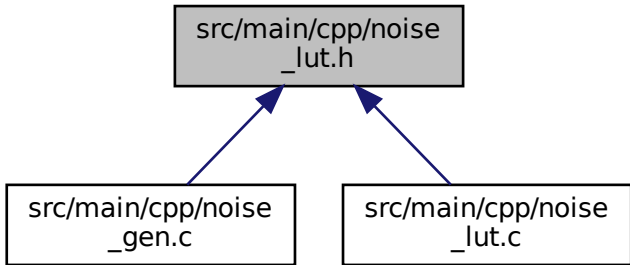 src/main/cpp/noise
_lut.h
src/main/cpp/noise
_gen.c
src/main/cpp/noise
_lut.c